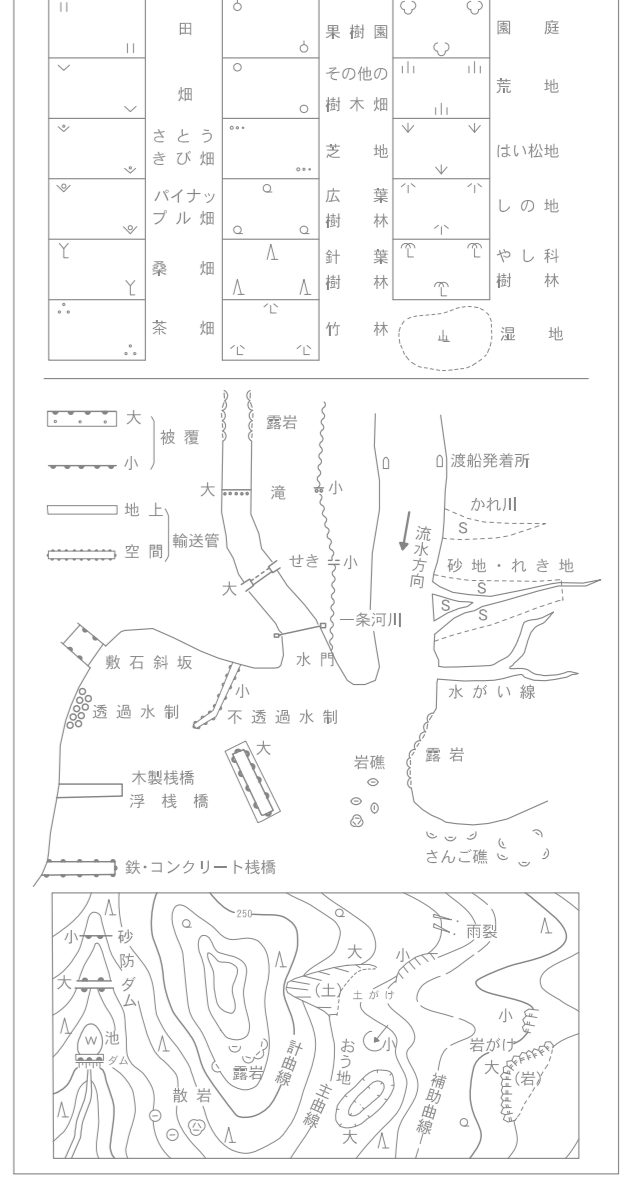 田
果樹園
園庭
畑
その他の
樹木畑
荒地
さとう
きび畑
芝地
はい松地
パイナッ
プル畑
広葉
樹林
しの地
桑畑
針葉
樹林
やし科
樹林
茶畑
竹林
湿地
大
小
被覆
地上
空間
輸送管
露岩
大
滝
小
渡船発着所
かれ川
S
流水方向
せき
小
大
砂地・れき地
S
S
S
一条河川
水門
敷石斜坂
小
透過水制
不透過水制
水がい線
大
岩礁
露岩
木製桟橋
浮桟橋
さんご礁
鉄・コンクリート桟橋
250
小
砂防ダム
大
大
小
雨裂
(土)
土がけ
W
池
ダム
小
岩がけ
大
(岩)
計曲線
主曲線
おう地
小
大
補助曲線
露岩
散岩